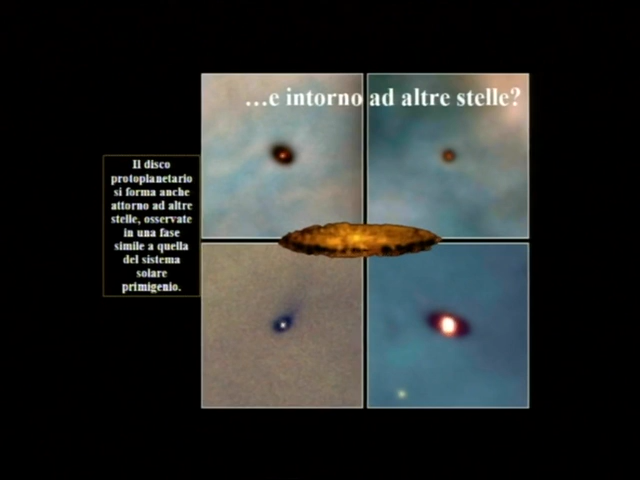 …e intorno ad altre stelle?
Il disco
protoplanetario
si forma anche
attorno ad altre
stelle, osservate
in una fase
simile a quella
del sistema
solare
primigenio.